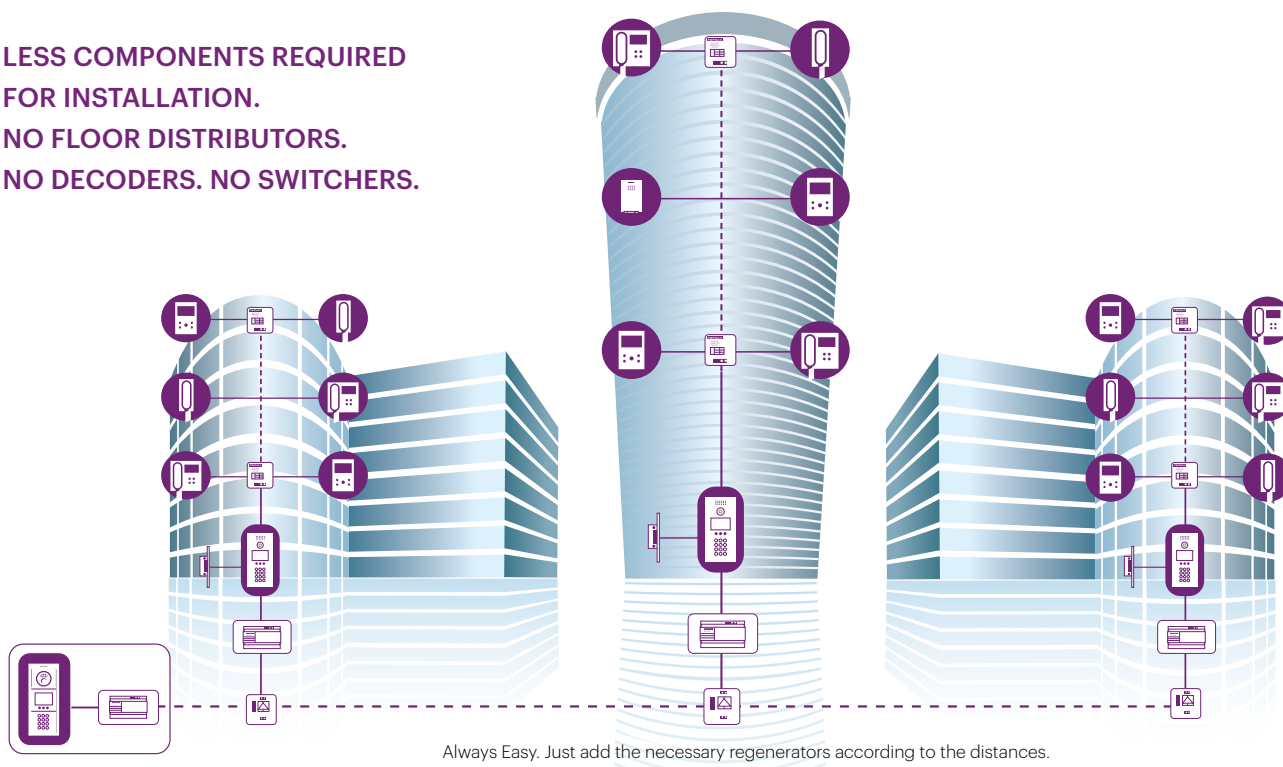 LESS COMPONENTS REQUIRED
FOR INSTALLATION.
NO FLOOR DISTRIBUTORS.
NO DECODERS. NO SWITCHERS.
Always Easy. Just add the necessary regenerators according to the distances.